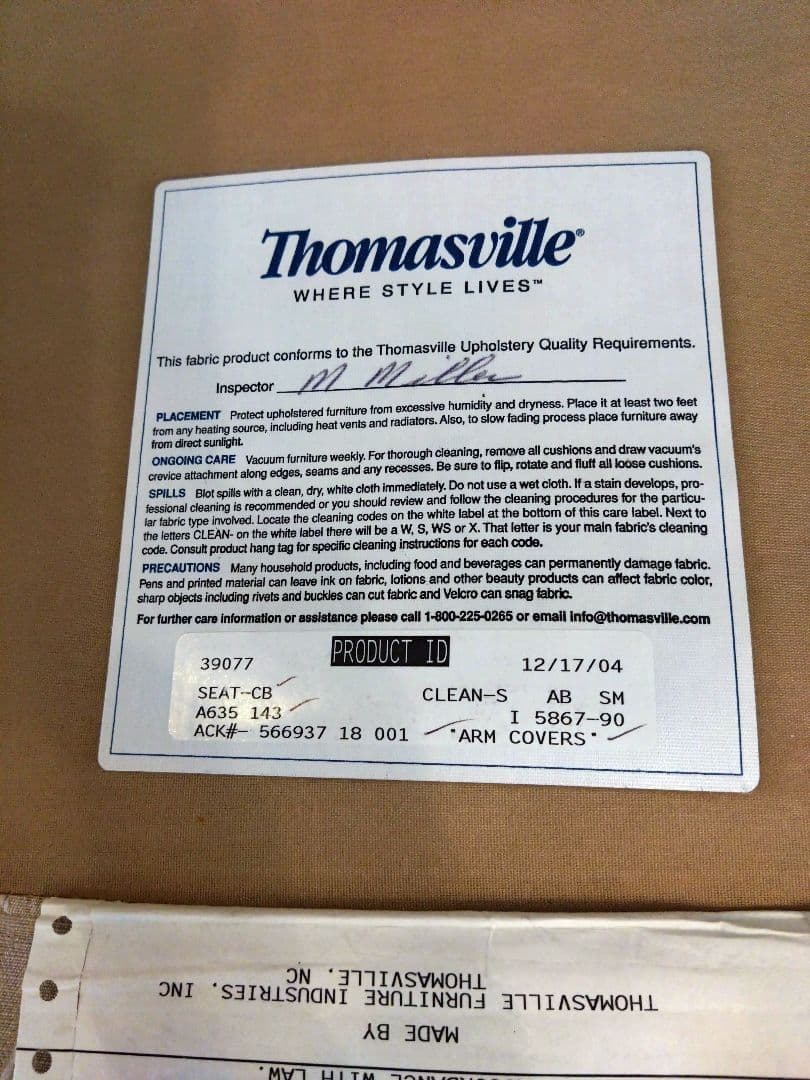 Thomasville®
WHERE STYLE LIVES™
This fabric product conforms to the Thomasville Upholstery Quality Requirements.
Inspector M Miller
PLACEMENT Protect upholstered furniture from excessive humidity and dryness. Place it at least two feet
from any heating source, including heat vents and radiators. Also, to slow fading process place furniture away
from direct sunlight.
ONGOING CARE Vacuum furniture weekly. For thorough cleaning, remove all cushions and draw vacuum's
crevice attachment along edges, seams and any recesses. Be sure to flip, rotate and fluff all loose cushions.
SPILLS Blot spills with a clean, dry, white cloth immediately. Do not use a wet cloth. If a stain develops, pro-
fessional cleaning is recommended or you should review and follow the cleaning procedures for the particu-
lar fabric type involved. Locate the cleaning codes on the white label at the bottom of this care label. Next to
the letters CLEAN- on the white label there will be a W, S, WS or X. That letter is your main fabric's cleaning
code. Consult product hang tag for specific cleaning instructions for each code.
PRECAUTIONS Many household products, including food and beverages can permanently damage fabric.
Pens and printed material can leave ink on fabric, lotions and other beauty products can affect fabric color,
sharp objects including rivets and buckles can cut fabric and Velcro can snag fabric.
For further care information or assistance please call 1-800-225-0265 or email info@thomasville.com
39077 PRODUCT ID 12/17/04
SEAT--CB CLEAN-S AB SM
A635 143 I 5867-90
ACK#- 566937 18 001 "ARM COVERS"
WITH LAW.
MADE BY
THOMASVILLE FURNITURE INDUSTRIES, INC
THOMASVILLE, NC